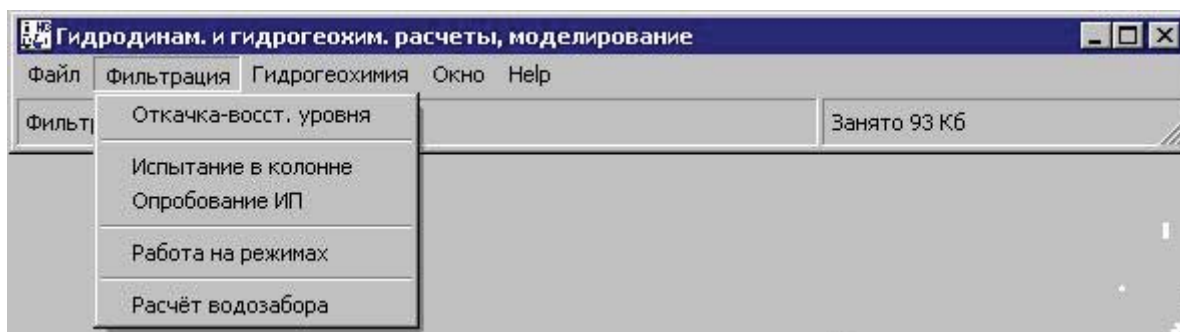 Гидродинам. и гидрогеохим. расчеты, моделирование
Файл Фильтрация Гидрогеохимия Окно Help
Фильт Занято 93 Кб
Откачка-восст. уровня
Испытание в колонне
Опробование ИП
Работа на режимах
Расчёт водозабора